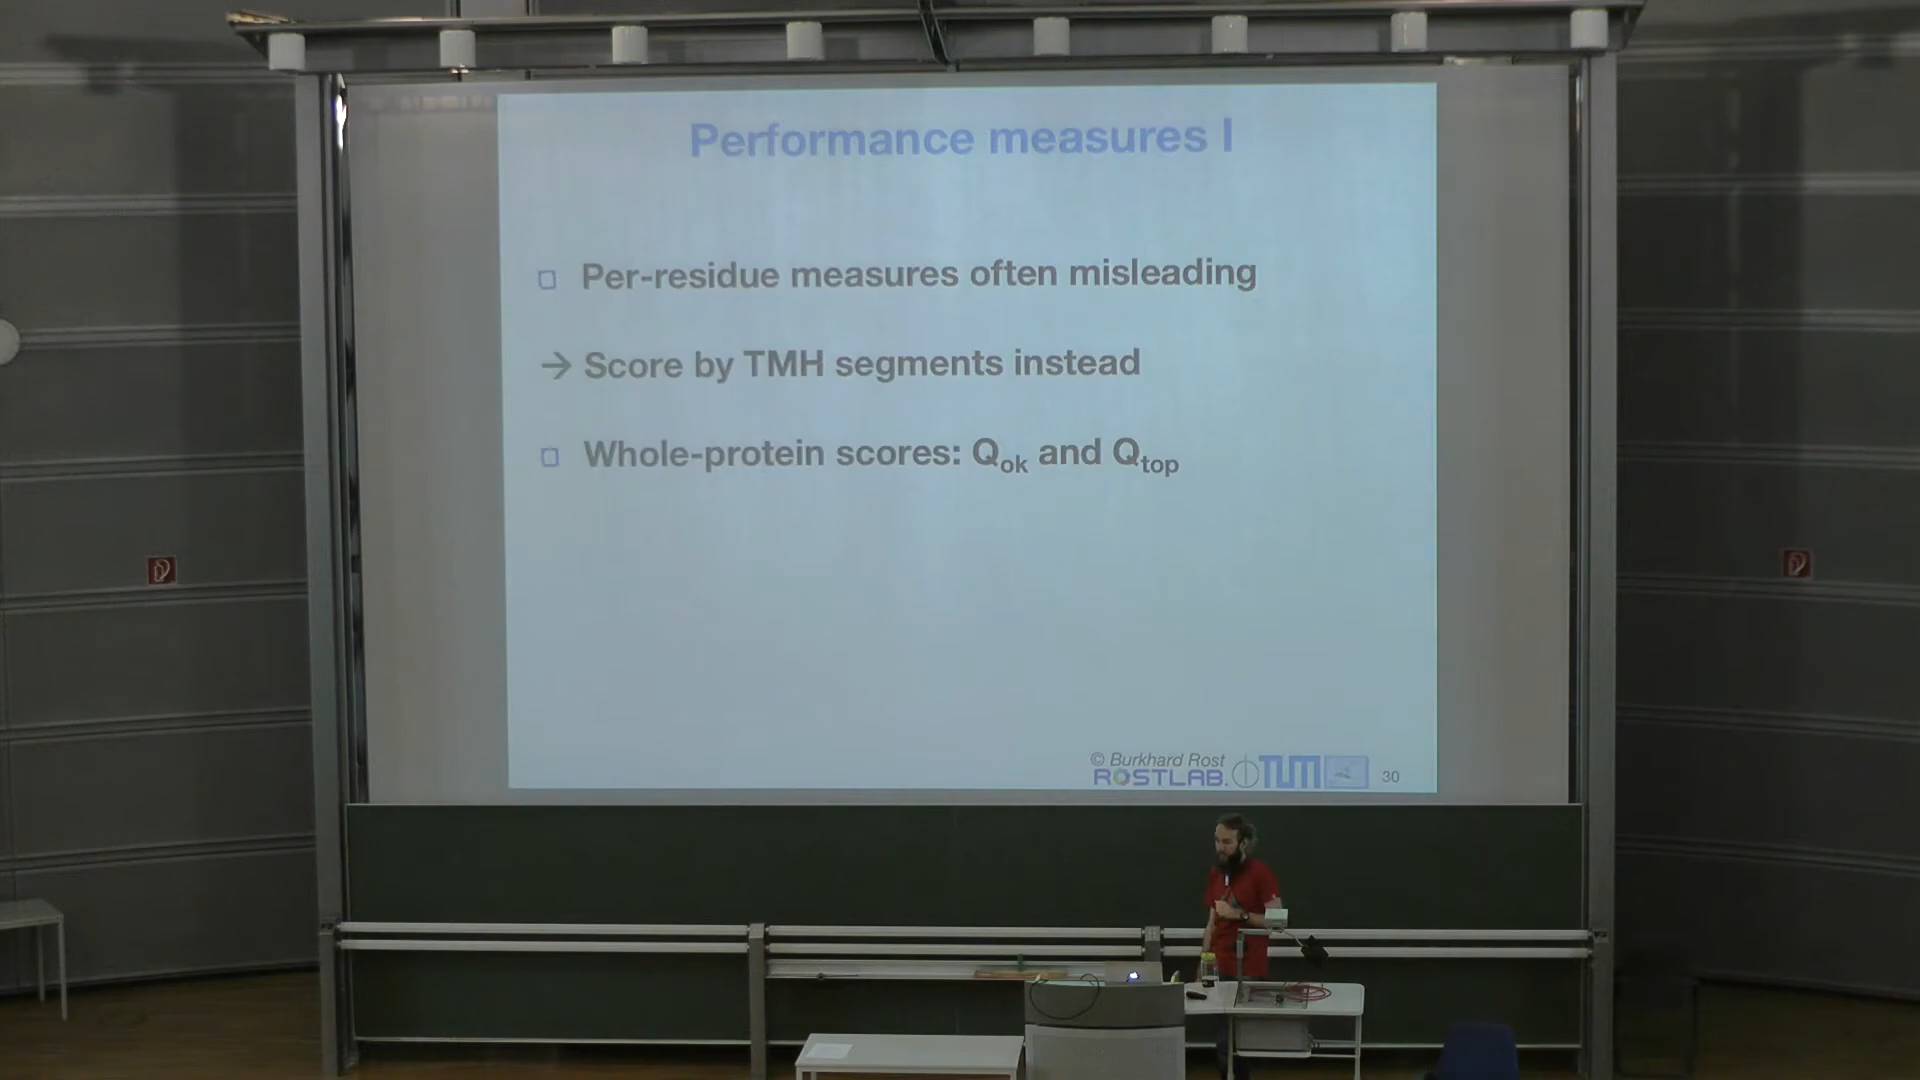 Performance measures I
Per-residue measures often misleading
→ Score by TMH segments instead
Whole-protein scores: Qok and Qtop
© Burkhard Rost
ROSTLAB.
TUM
30